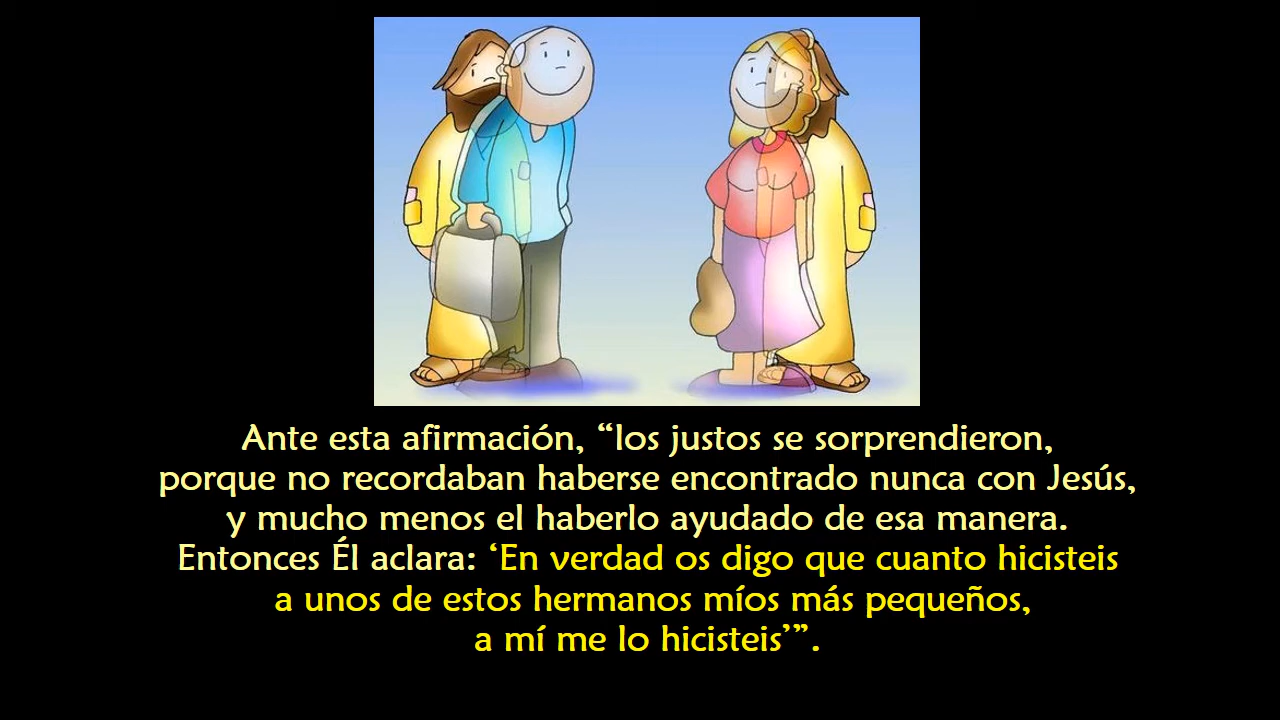 Ante esta afirmación, “los justos se sorprendieron,
porque no recordaban haberse encontrado nunca con Jesús,
y mucho menos el haberlo ayudado de esa manera.
Entonces Él aclara: ‘En verdad os digo que cuanto hicisteis
a unos de estos hermanos míos más pequeños,
a mí me lo hicisteis’”.